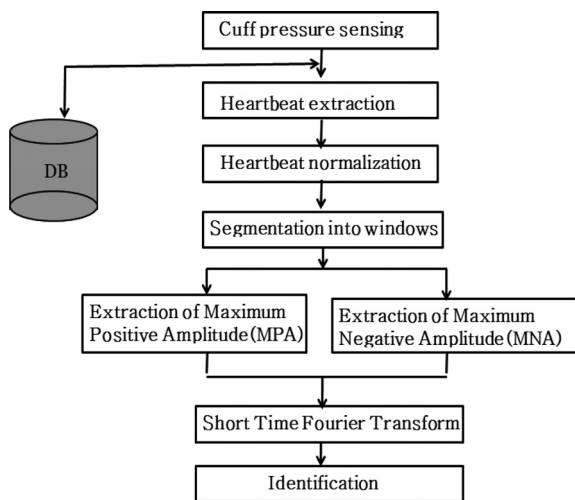 Cuff pressure sensing
Heartbeat extraction
DB
Heartbeat normalization
Segmentation into windows
Extraction of Maximum
Positive Amplitude(MPA)
Extraction of Maximum
Negative Amplitude(MNA)
Short Time Fourier Transform
Identification